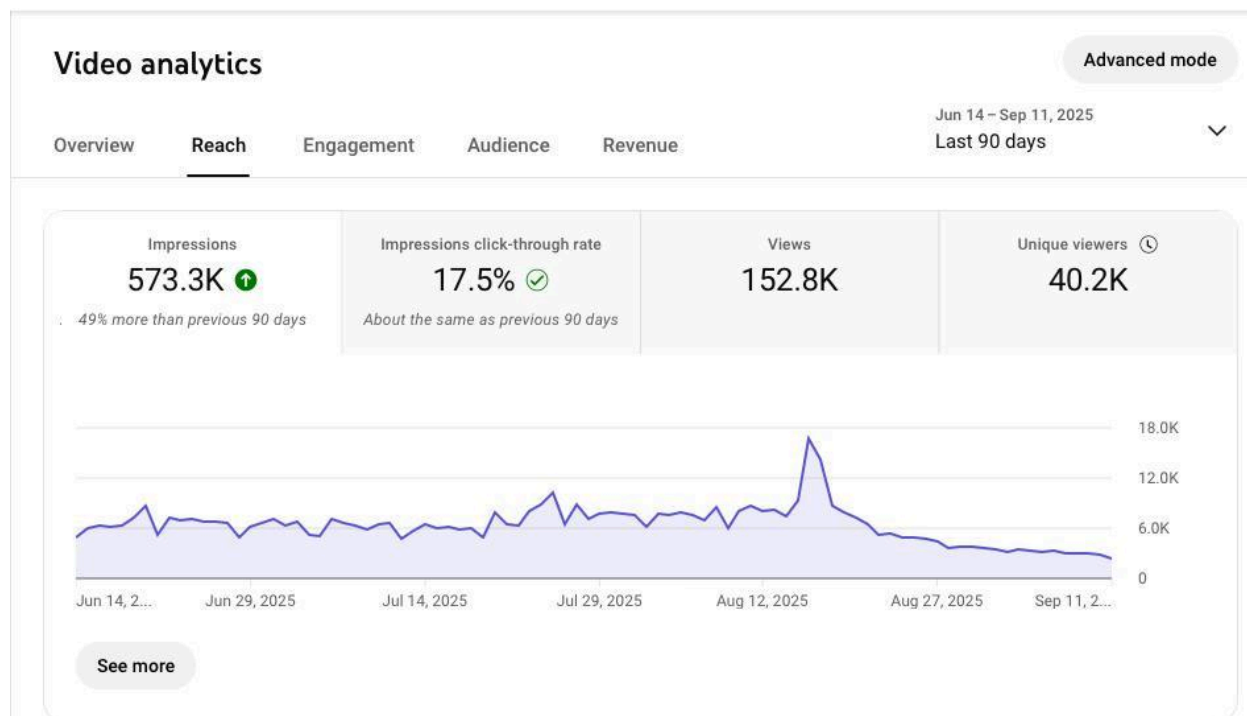 Video analytics
Advanced mode
Overview Reach Engagement Audience Revenue
Jun 14 – Sep 11, 2025
Last 90 days
Impressions
573.3K
. 49% more than previous 90 days
Impressions click-through rate
17.5%
About the same as previous 90 days
Views
152.8K
Unique viewers
40.2K
18.0K
12.0K
6.0K
0
Jun 14, 2... Jun 29, 2025 Jul 14, 2025 Jul 29, 2025 Aug 12, 2025 Aug 27, 2025 Sep 11, 2...
See more